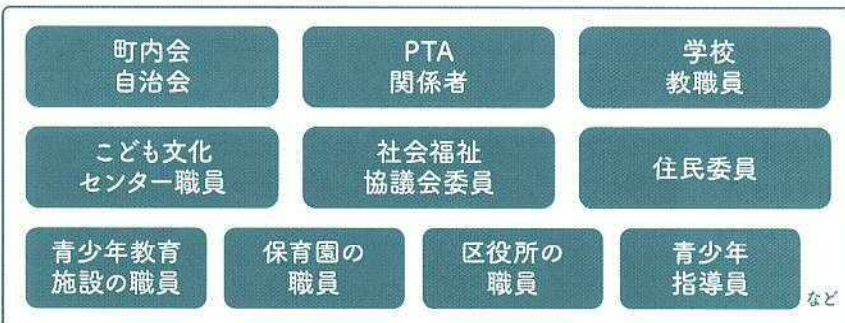 町内会
自治会
PTA
関係者
学校
教職員
こども文化
センター職員
社会福祉
協議会委員
住民委員
青少年教育
施設の職員
保育園の
職員
区役所の
職員
青少年
指導員
など